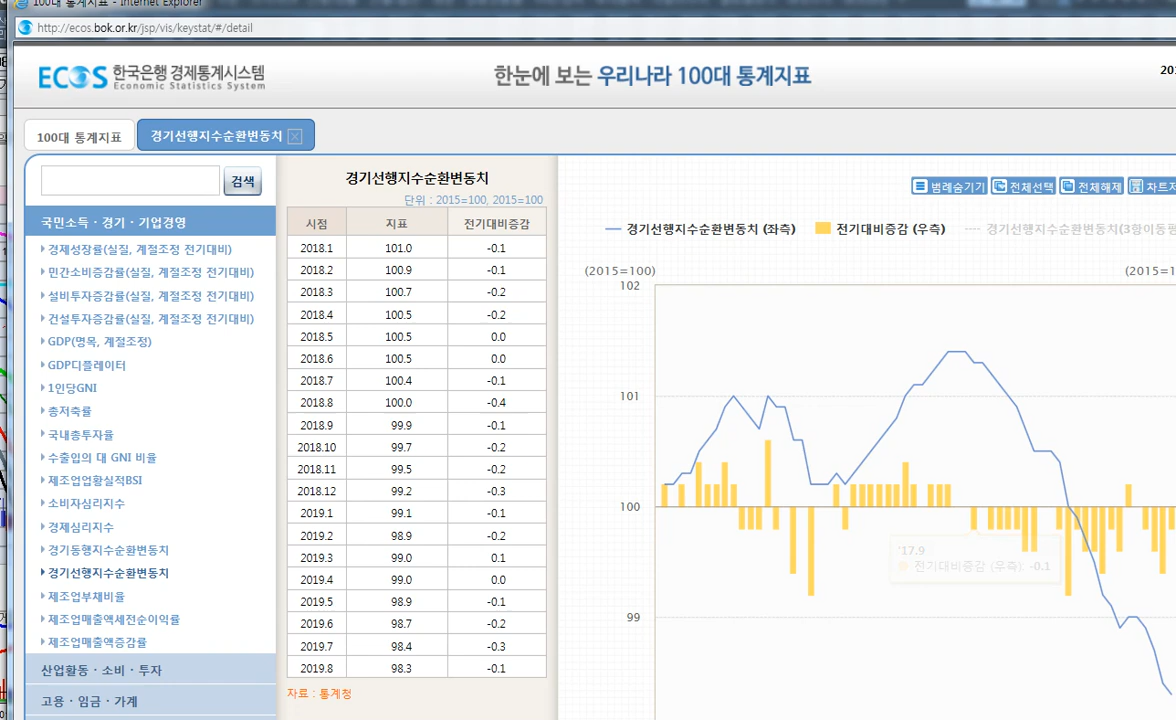 100대 통계지표 - Internet Explorer
http://ecos.bok.or.kr/jsp/vis/keystat/#/detail
ECOS 한국은행 경제통계시스템
Economic Statistics System
한눈에 보는 우리나라 100대 통계지표
100대 통계지표
경기선행지수순환변동치
검색
국민소득 · 경기 · 기업경영
경제성장률(실질, 계절조정 전기대비)
민간소비증감률(실질, 계절조정 전기대비)
설비투자증감률(실질, 계절조정 전기대비)
건설투자증감률(실질, 계절조정 전기대비)
GDP(명목, 계절조정)
GDP디플레이터
1인당GNI
총저축률
국내총투자율
수출입의 대 GNI 비율
제조업업황실적BSI
소비자심리지수
경제심리지수
경기동행지수순환변동치
경기선행지수순환변동치
제조업부채비율
제조업매출액세전순이익률
제조업매출액증감률
산업활동 · 소비 · 투자
고용 · 임금 · 가계
경기선행지수순환변동치
단위 : 2015=100, 2015=100
시점 지표 전기대비증감
2018.1 101.0 -0.1
2018.2 100.9 -0.1
2018.3 100.7 -0.2
2018.4 100.5 -0.2
2018.5 100.5 0.0
2018.6 100.5 0.0
2018.7 100.4 -0.1
2018.8 100.0 -0.4
2018.9 99.9 -0.1
2018.10 99.7 -0.2
2018.11 99.5 -0.2
2018.12 99.2 -0.3
2019.1 99.1 -0.1
2019.2 98.9 -0.2
2019.3 99.0 0.1
2019.4 99.0 0.0
2019.5 98.9 -0.1
2019.6 98.7 -0.2
2019.7 98.4 -0.3
2019.8 98.3 -0.1
자료 : 통계청
범례숨기기 전체선택 전체해제
경기선행지수순환변동치 (좌측) 전기대비증감 (우측) 경기선행지수순환변동치(3항이동평
(2015=100)
102
101
100
99
'17.9
전기대비증감 (우측): -0.1